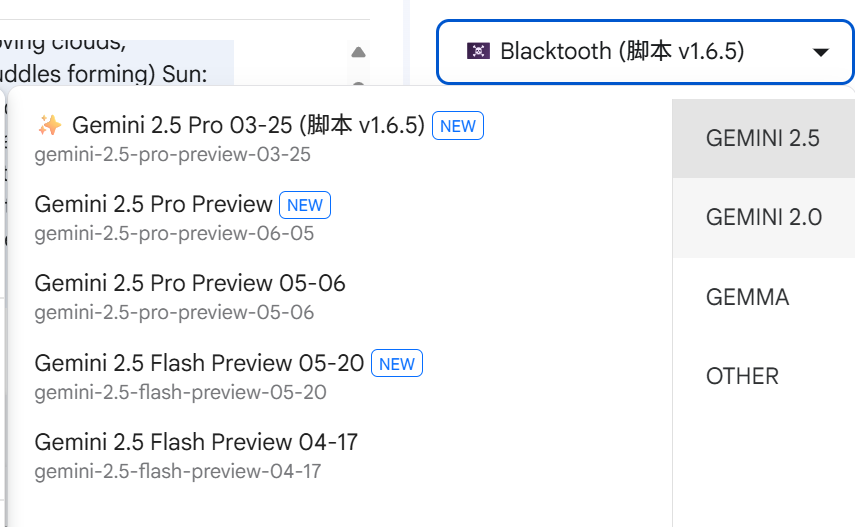 oving clouds,
uddles forming) Sun:
Blacktooth (脚本 v1.6.5)
Gemini 2.5 Pro 03-25 (脚本 v1.6.5) NEW
gemini-2.5-pro-preview-03-25
Gemini 2.5 Pro Preview NEW
gemini-2.5-pro-preview-06-05
Gemini 2.5 Pro Preview 05-06
gemini-2.5-pro-preview-05-06
Gemini 2.5 Flash Preview 05-20 NEW
gemini-2.5-flash-preview-05-20
Gemini 2.5 Flash Preview 04-17
gemini-2.5-flash-preview-04-17
GEMINI 2.5
GEMINI 2.0
GEMMA
OTHER